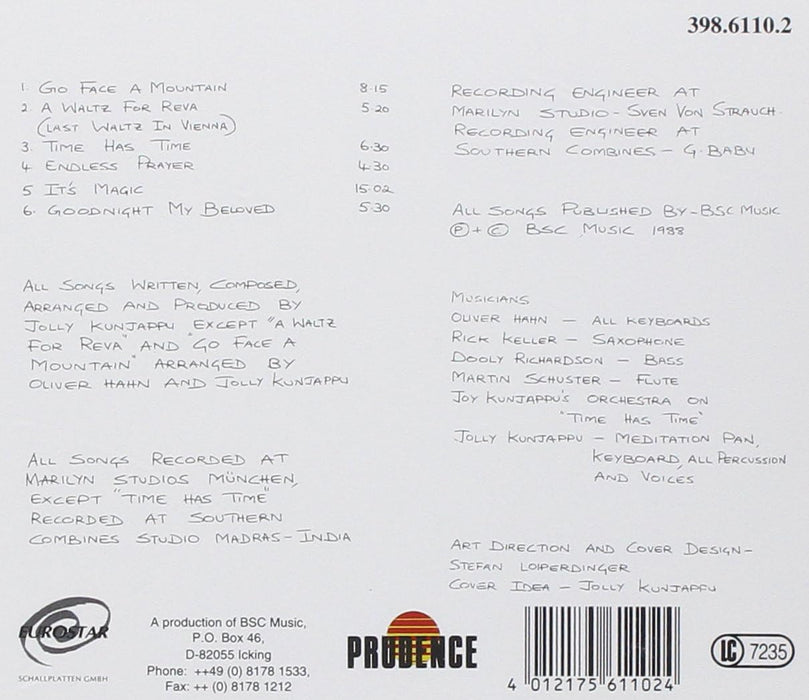 398.6110.2
1. GO FACE A MOUNTAIN 8.15
2. A WALTZ FOR REVA 5.20
(LAST WALTZ IN VIENNA)
3. TIME HAS TIME 6.30
4 ENDLESS PRAYER 4.30
5 IT'S MAGIC 15.02
6. GOODNIGHT MY BELOVED 5.30
ALL SONGS WRITTEN, COMPOSED,
ARRANGED AND PRODUCED BY
JOLLY KUNJAPPU EXCEPT "A WALTZ
FOR REVA" AND "GO FACE A
MOUNTAIN" ARRANGED BY
OLIVER HAHN AND JOLLY KUNJAPPU
ALL SONGS RECORDED AT
MARILYN STUDIOS MÜNCHEN,
EXCEPT "TIME HAS TIME"
RECORDED AT SOUTHERN
COMBINES STUDIO MADRAS-INDIA
RECORDING ENGINEER AT
MARILYN STUDIO - SVEN VON STRAUCH.
RECORDING ENGINEER AT
SOUTHERN COMBINES - G. BABU
ALL SONGS PUBLISHED BY - BSC MUSIC
Ⓟ + © BSC MUSIC 1988
MUSICIANS
OLIVER HAHN - ALL KEYBOARDS
RICK KELLER - SAXOPHONE
DOOLY RICHARDSON - BASS
MARTIN SCHUSTER - FLUTE
JOY KUNJAPPU'S ORCHESTRA ON
"TIME HAS TIME"
JOLLY KUNJAPPU - MEDITATION PAN,
KEYBOARD, ALL PERCUSSION
AND VOICES
ART DIRECTION AND COVER DESIGN-
STEFAN LOIPERDINGER
COVER IDEA - JOLLY KUNJAPPU
EUROSTAR
SCHALLPLATTEN GMBH
A production of BSC Music,
P.O. Box 46,
D-82055 Icking
Phone: ++49 (0) 8178 1533,
Fax: ++ (0) 8178 1212
PRUDENCE
4 012175 611024
LC 7235